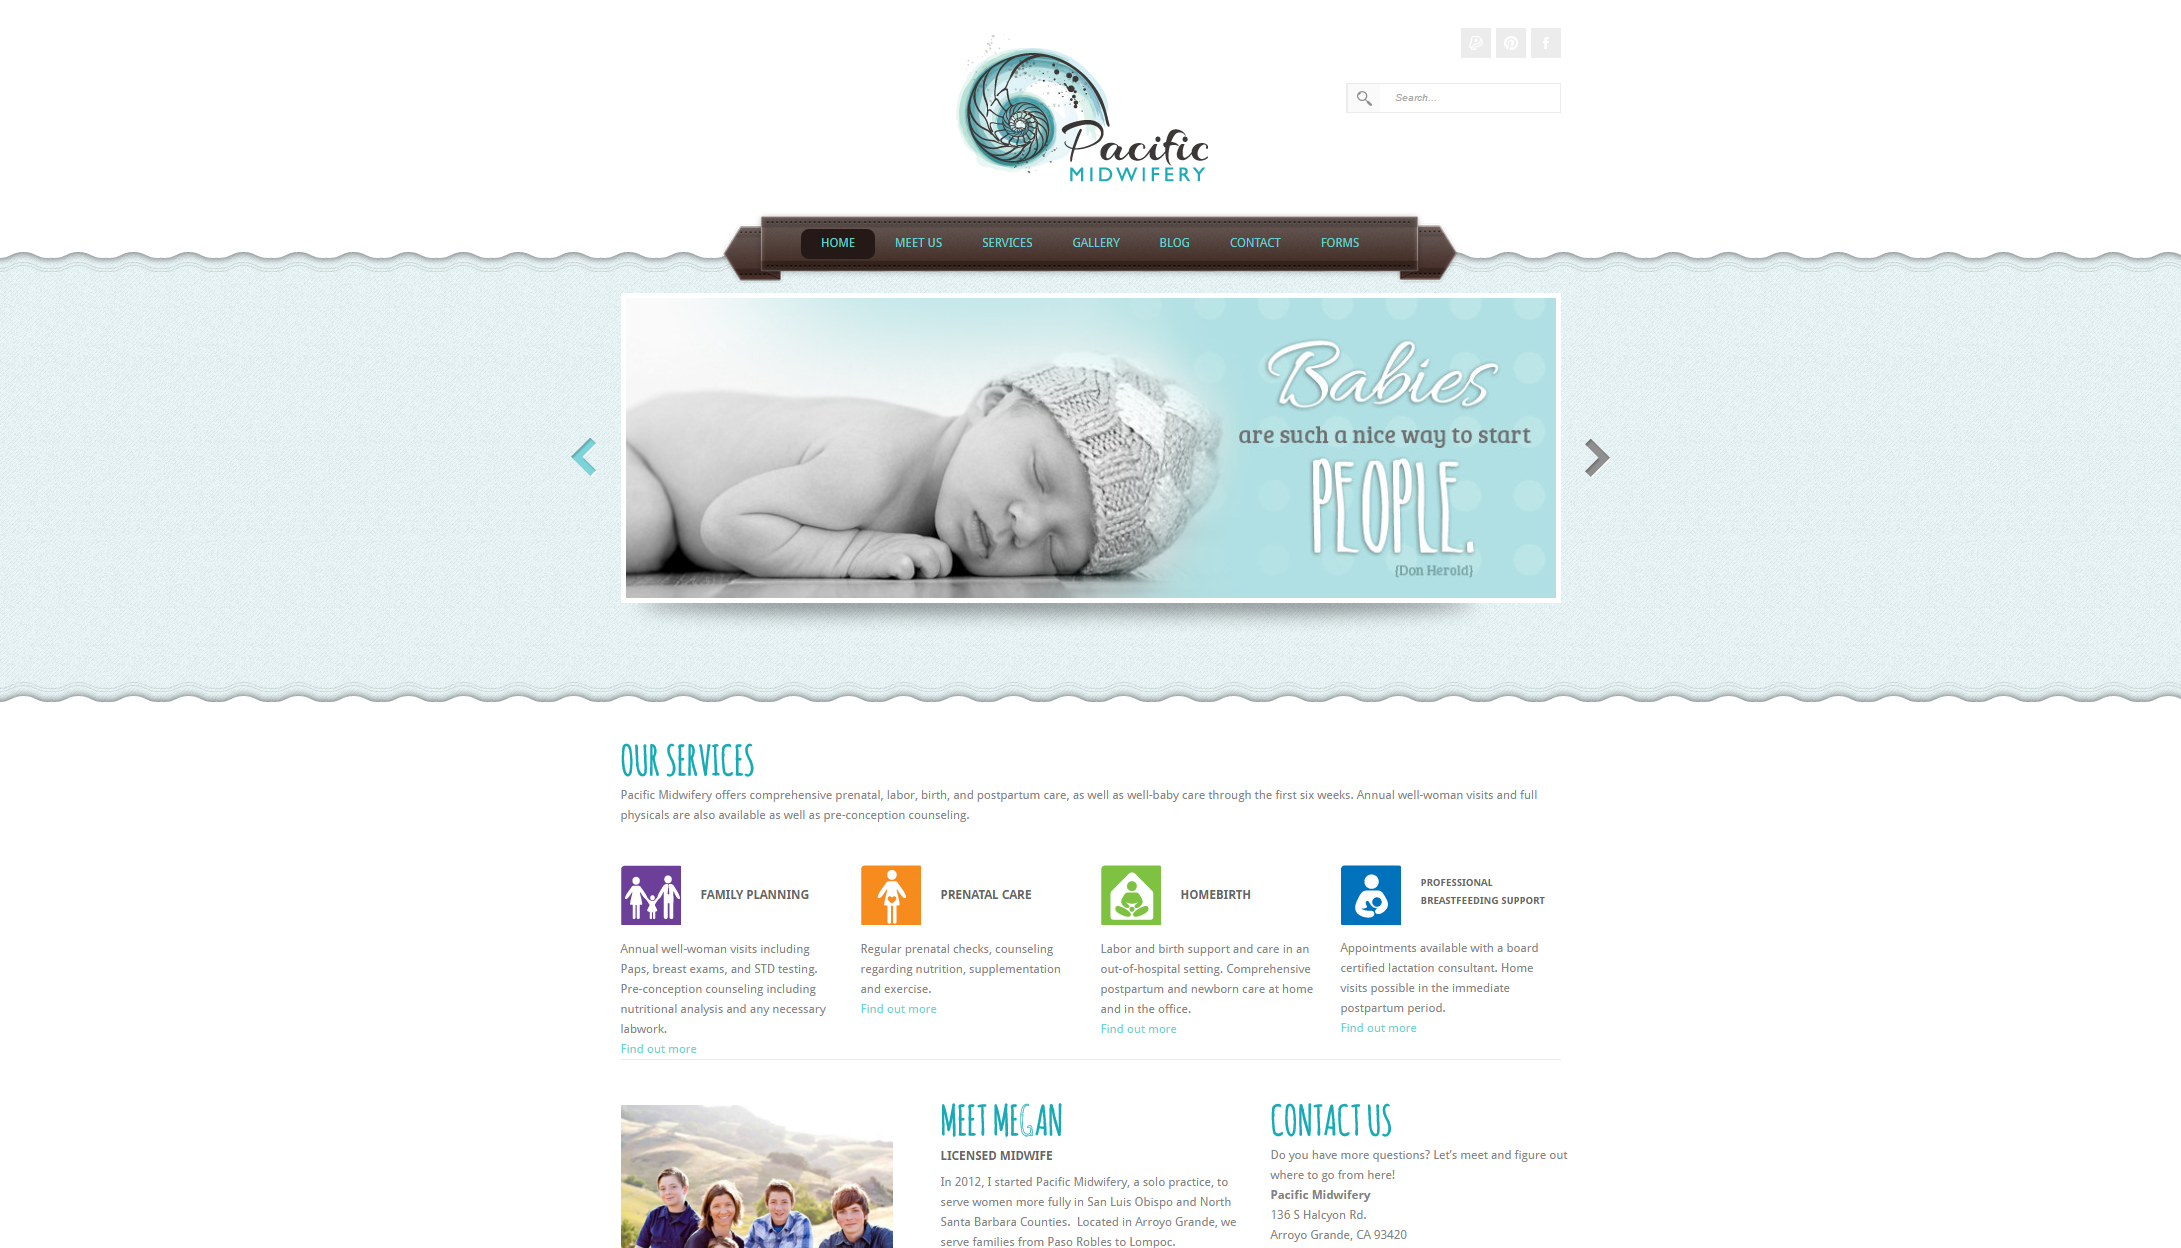 Pacific
MIDWIFERY
Search...
HOME
MEET US
SERVICES
GALLERY
BLOG
CONTACT
FORMS
Babies
are such a nice way to start
PEOPLE.
{Don Herold}
OUR SERVICES
Pacific Midwifery offers comprehensive prenatal, labor, birth, and postpartum care, as well as well-baby care through the first six weeks. Annual well-woman visits and full
physicals are also available as well as pre-conception counseling.
FAMILY PLANNING
Annual well-woman visits including
Paps, breast exams, and STD testing.
Pre-conception counseling including
nutritional analysis and any necessary
labwork.
Find out more
PRENATAL CARE
Regular prenatal checks, counseling
regarding nutrition, supplementation
and exercise.
Find out more
HOMEBIRTH
Labor and birth support and care in an
out-of-hospital setting. Comprehensive
postpartum and newborn care at home
and in the office.
Find out more
PROFESSIONAL
BREASTFEEDING SUPPORT
Appointments available with a board
certified lactation consultant. Home
visits possible in the immediate
postpartum period.
Find out more
MEET MEGAN
LICENSED MIDWIFE
In 2012, I started Pacific Midwifery, a solo practice, to
serve women more fully in San Luis Obispo and North
Santa Barbara Counties. Located in Arroyo Grande, we
serve families from Paso Robles to Lompoc.
CONTACT US
Do you have more questions? Let's meet and figure out
where to go from here!
Pacific Midwifery
136 S Halcyon Rd.
Arroyo Grande, CA 93420